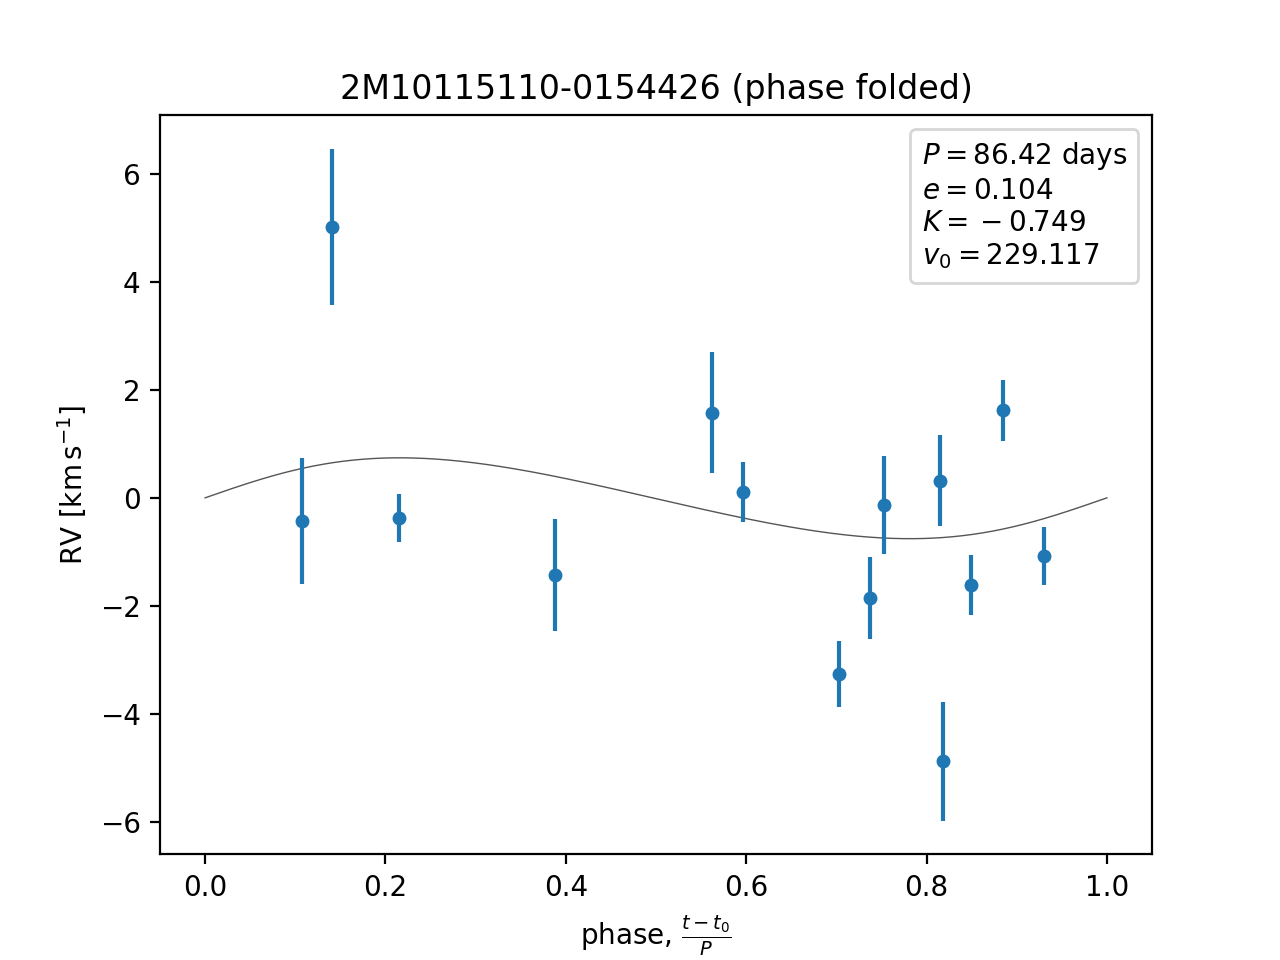 2M10115110-0154426 (phase folded)
P = 86.42 days
e = 0.104
K = −0.749
v₀ = 229.117
6
4
2
0
−2
−4
−6
RV [km s⁻¹]
0.0 0.2 0.4 0.6 0.8 1.0
phase, (t − t₀)/P